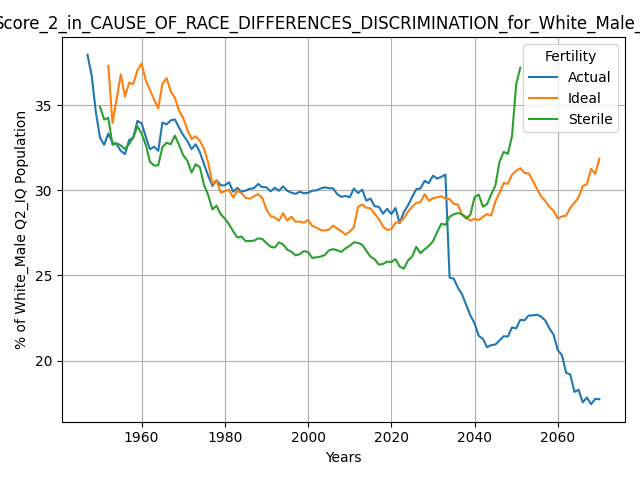 Score_2_in_CAUSE_OF_RACE_DIFFERENCES_DISCRIMINATION_for_White_Male_
Fertility
Actual
Ideal
Sterile
% of White_Male Q2_IQ Population
35
30
25
20
1960 1980 2000 2020 2040 2060
Years